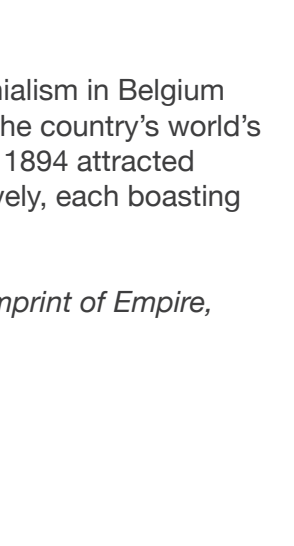 nialism in Belgium
he country's world's
1894 attracted
vely, each boasting
mprint of Empire,